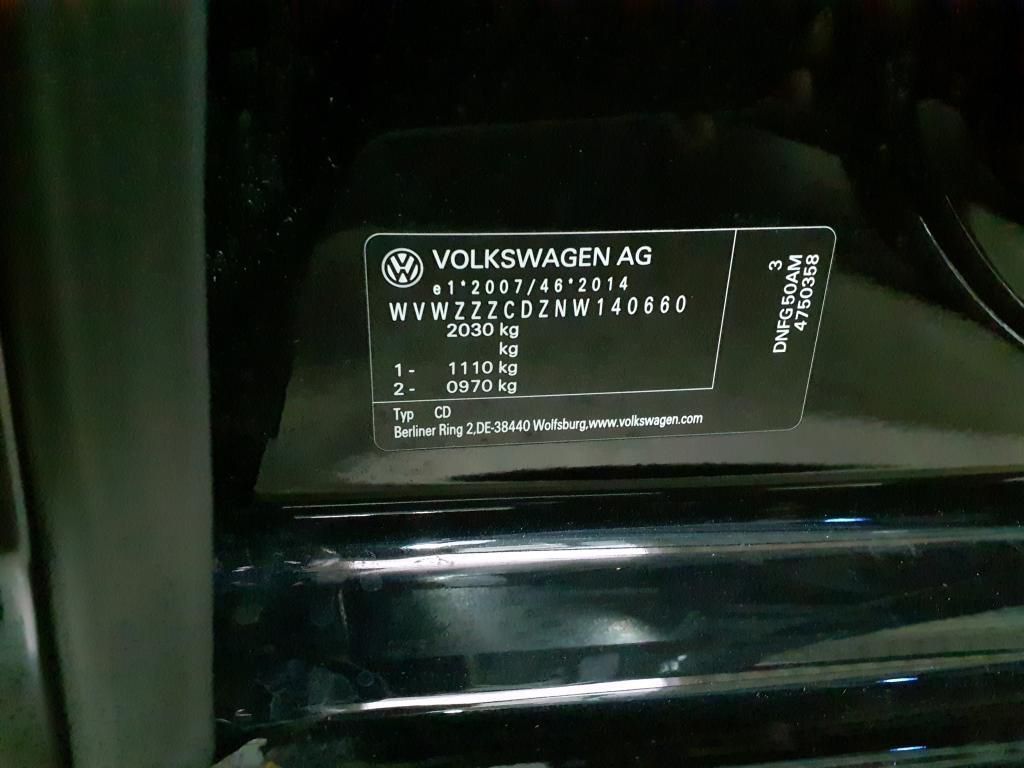 VOLKSWAGEN AG
e1*2007/46*2014
WVWZZZCDZNW140660
2030 kg
kg
1 - 1110 kg
2 - 0970 kg
Typ CD
Berliner Ring 2,DE-38440 Wolfsburg,www.volkswagen.com
3
DNFG50AM
4750358